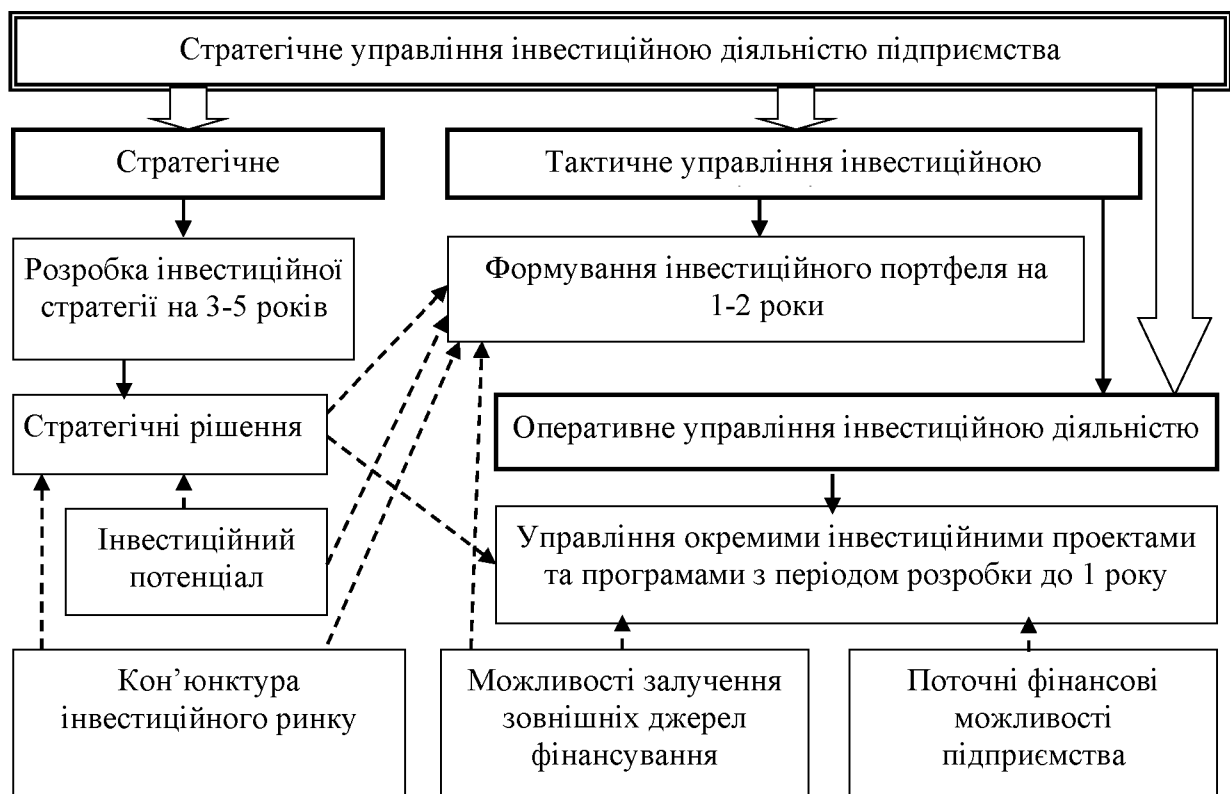 Стратегічне управління інвестиційною діяльністю підприємства
Стратегічне
Тактичне управління інвестиційною
Розробка інвестиційної
стратегії на 3-5 років
Формування інвестиційного портфеля на
1-2 роки
Стратегічні рішення
Оперативне управління інвестиційною діяльністю
Інвестиційний
потенціал
Управління окремими інвестиційними проектами
та програмами з періодом розробки до 1 року
Кон’юнктура
інвестиційного ринку
Можливості залучення
зовнішніх джерел
фінансування
Поточні фінансові
можливості
підприємства